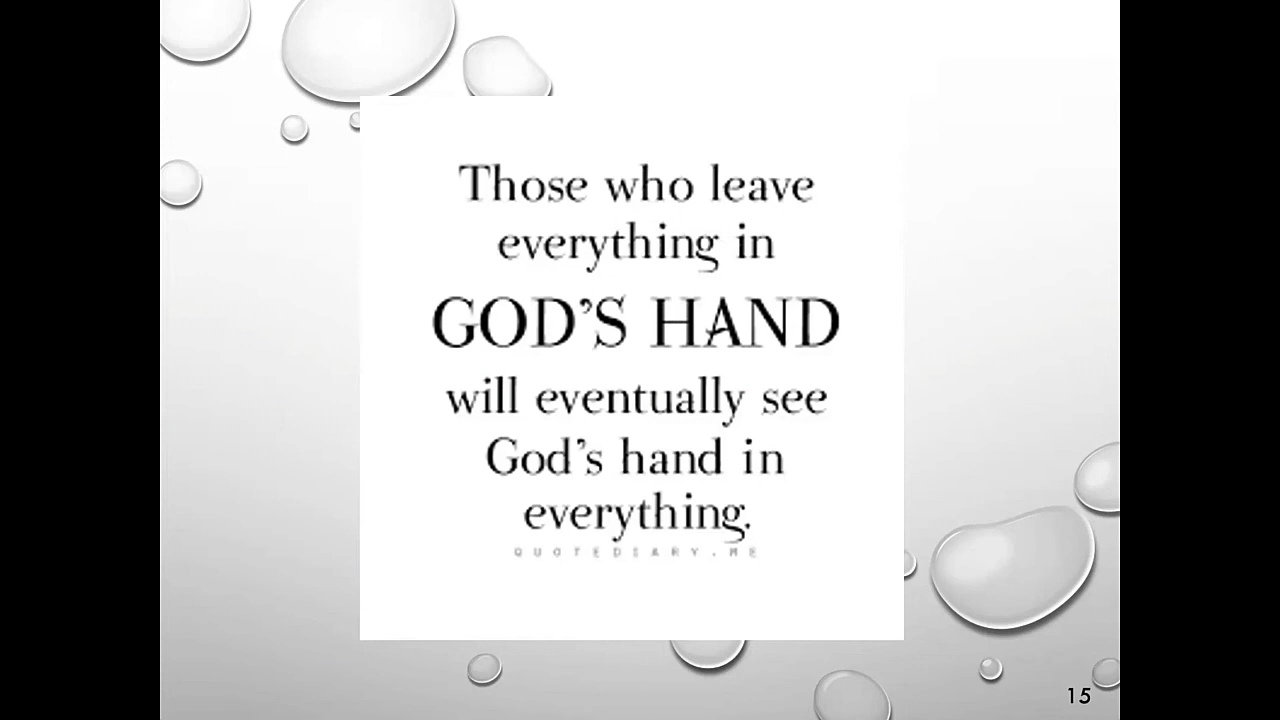 Those who leave
everything in
GOD'S HAND
will eventually see
God's hand in
everything.
QUOTEDIARY.ME
15